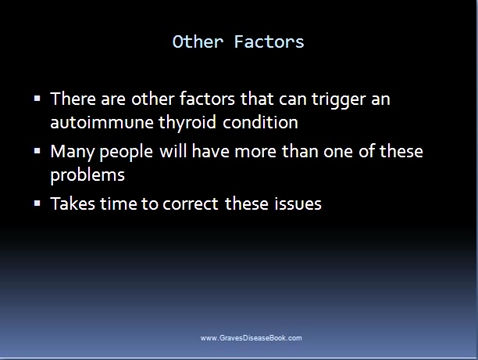 Other Factors
There are other factors that can trigger an
autoimmune thyroid condition
Many people will have more than one of these
problems
Takes time to correct these issues
www.GravesDiseaseBook.com